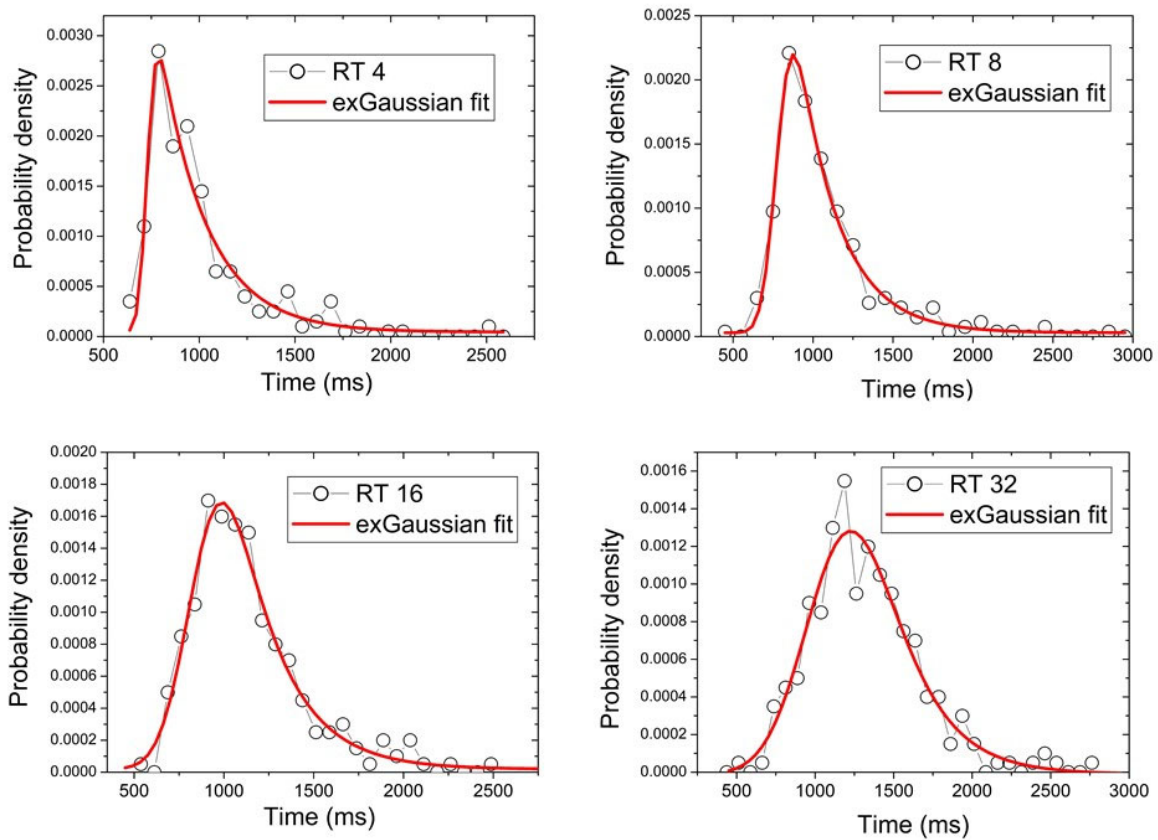 0.0030
0.0025
0.0020
0.0015
0.0010
0.0005
0.0000
Probability density
RT 4
exGaussian fit
500 1000 1500 2000 2500
Time (ms)
0.0025
0.0020
0.0015
0.0010
0.0005
0.0000
Probability density
RT 8
exGaussian fit
500 1000 1500 2000 2500 3000
Time (ms)
0.0020
0.0018
0.0016
0.0014
0.0012
0.0010
0.0008
0.0006
0.0004
0.0002
0.0000
Probability density
RT 16
exGaussian fit
500 1000 1500 2000 2500
Time (ms)
0.0016
0.0014
0.0012
0.0010
0.0008
0.0006
0.0004
0.0002
0.0000
Probability density
RT 32
exGaussian fit
500 1000 1500 2000 2500 3000
Time (ms)